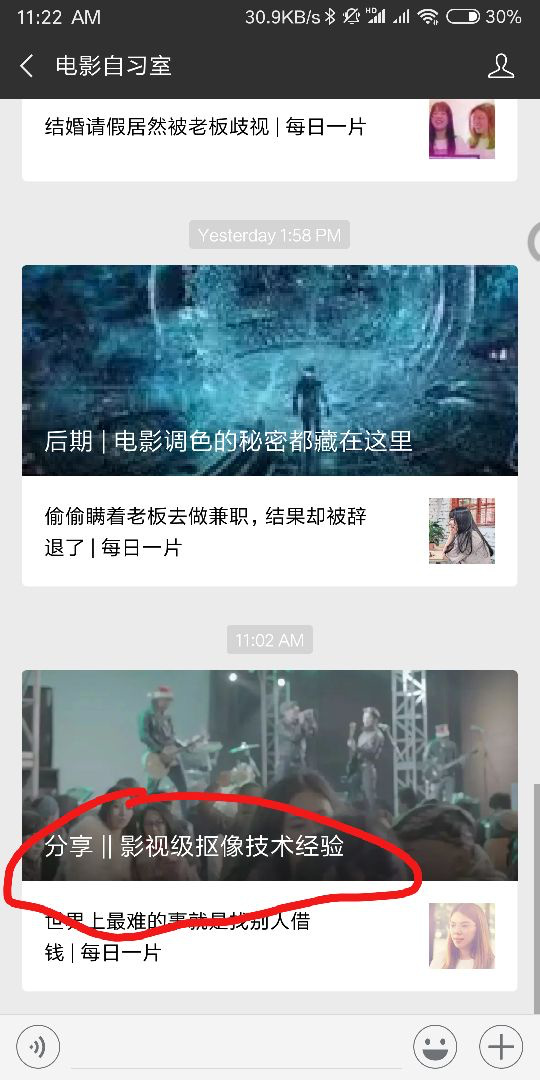 11:22 AM 30.9KB/s HD 30%
电影自习室
结婚请假居然被老板歧视 | 每日一片
Yesterday 1:58 PM
后期 | 电影调色的秘密都藏在这里
偷偷瞒着老板去做兼职，结果却被辞
退了 | 每日一片
11:02 AM
分享 || 影视级抠像技术经验
世界上最难的事就是找别人借
钱 | 每日一片